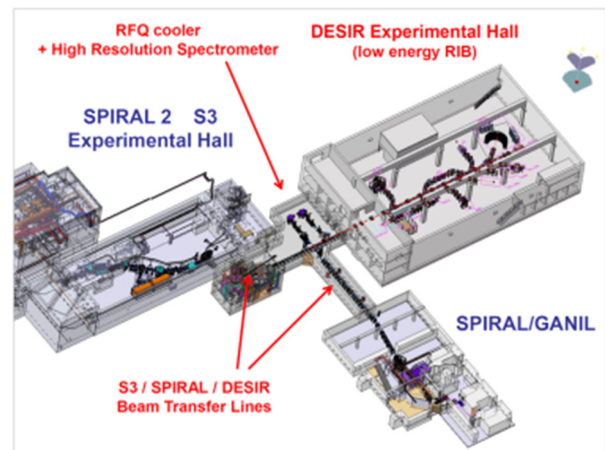 RFQ cooler
+ High Resolution Spectrometer
DESIR Experimental Hall
(low energy RIB)
SPIRAL 2 S3
Experimental Hall
SPIRAL/GANIL
S3 / SPIRAL / DESIR
Beam Transfer Lines